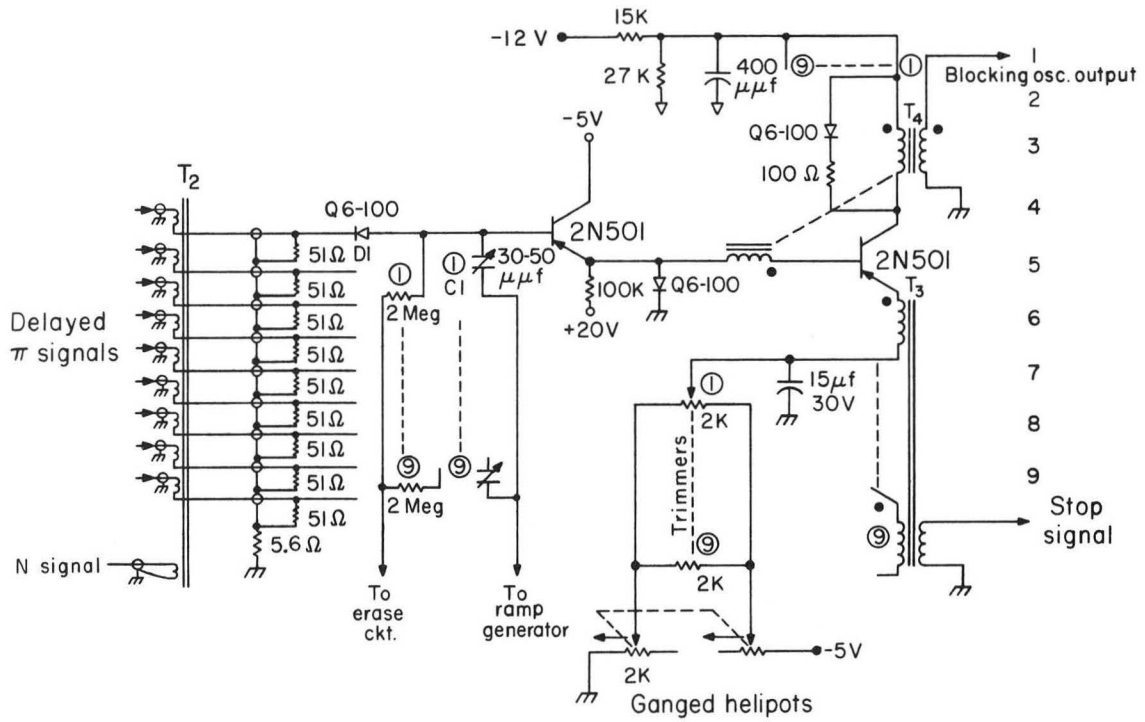 15K
-12 V
27 K
400
μμf
⑨
①
1
Blocking osc. output
2
3
4
5
6
7
8
9
-5V
Q6-100
100 Ω
T4
T2
Q6-100
D1
2N501
2N501
T3
①
2 Meg
①
C1
30-50
μμf
100K
+20V
Q6-100
Delayed
π signals
51Ω
51Ω
51Ω
51Ω
51Ω
51Ω
51Ω
51Ω
51Ω
5.6 Ω
N signal
⑨
2 Meg
⑨
To
erase
ckt.
To
ramp
generator
①
2K
15μf
30V
Trimmers
⑨
2K
⑨
Stop
signal
2K
-5V
Ganged helipots